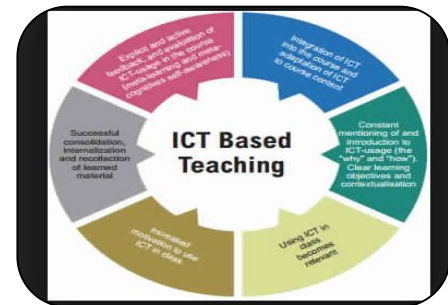 ICT Based
Teaching
Integration of ICT
into the course and
adaptation of ICT
to course content
Constant
mentioning of and
introduction to
ICT-usage (the
"why" and "how").
Clear learning
objectives and
contextualisation
Using ICT in
class
becomes
relevant
Increased
motivation to use
ICT in class
Successful
consolidation,
internalization
and recollection
of learned
material
Explicit and active
feedback, and evaluation of
ICT-usage in the course
(meta-learning and meta-
cognitives self-awareness)